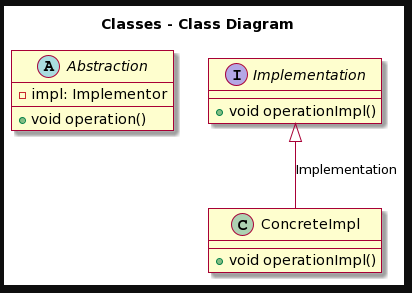 Classes - Class Diagram
A Abstraction
impl: Implementor
void operation()
I Implementation
void operationImpl()
Implementation
C ConcreteImpl
void operationImpl()